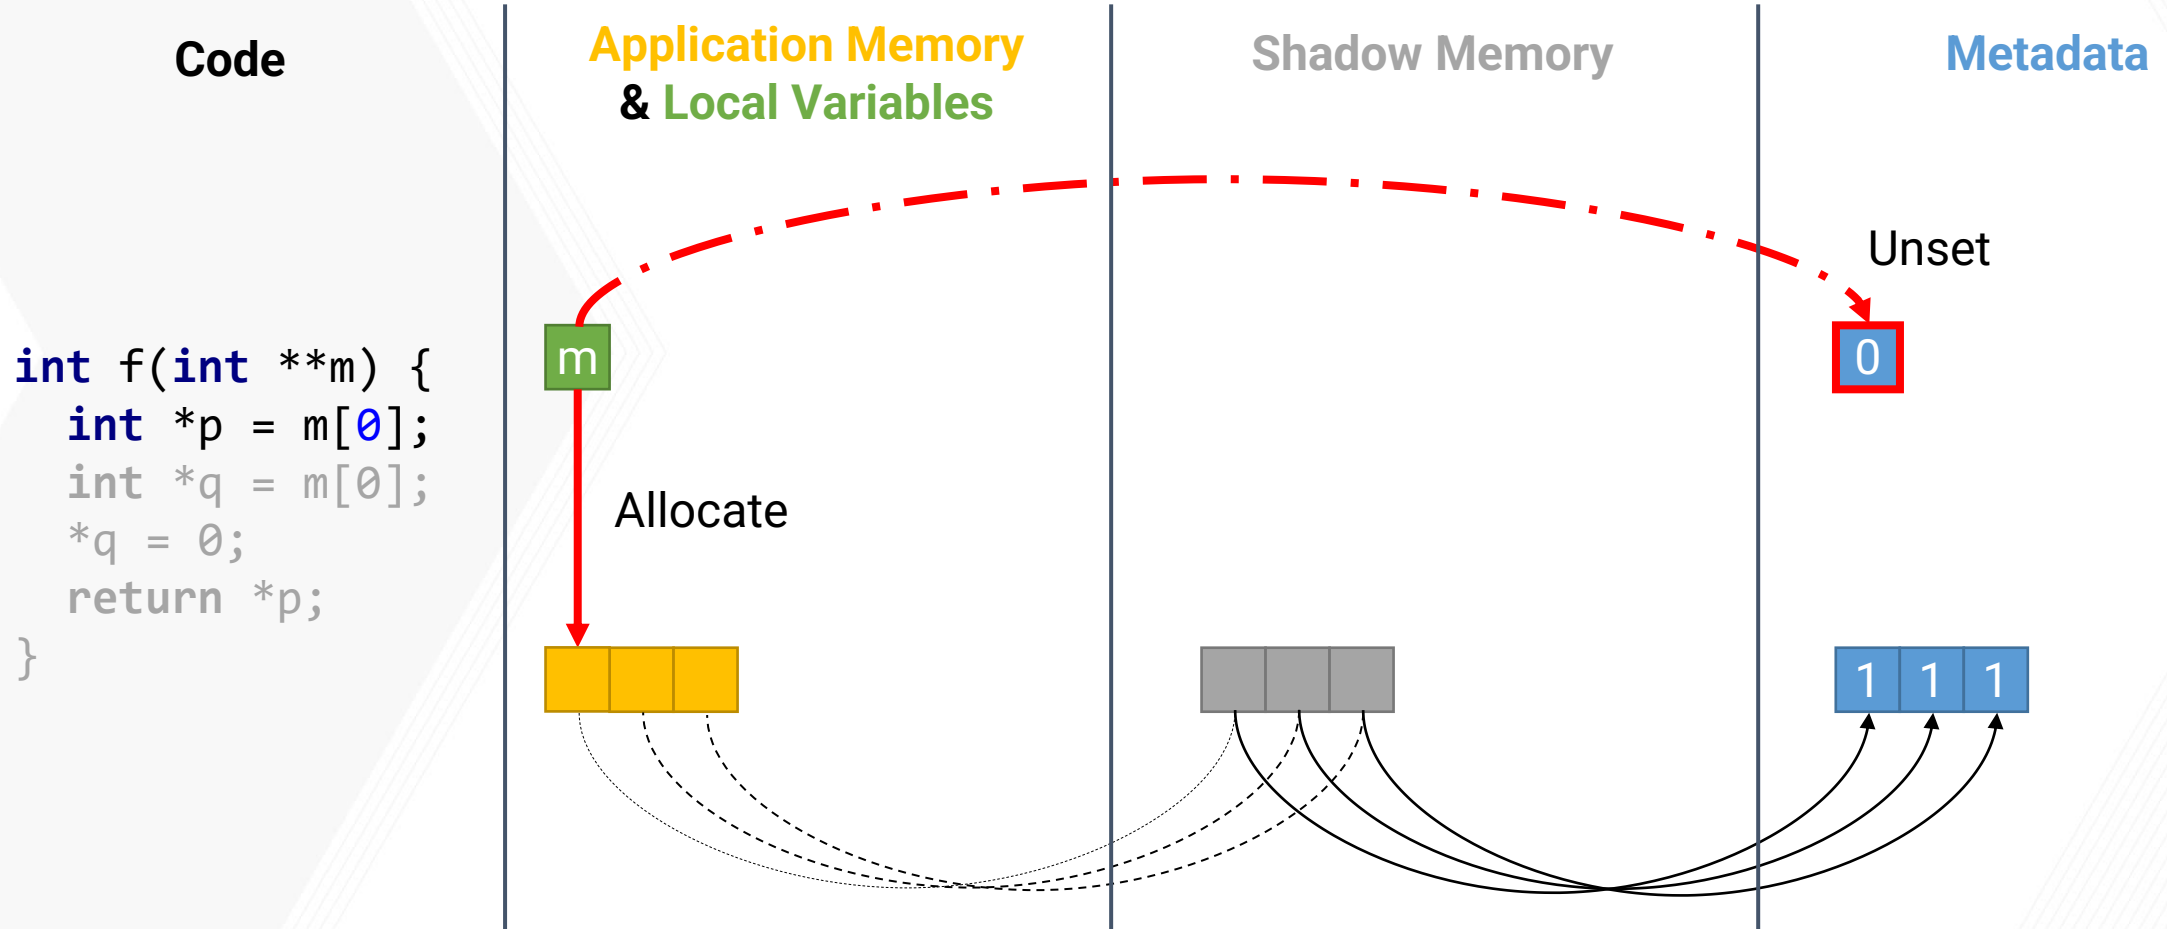 Code
Application Memory
& Local Variables
Shadow Memory
Metadata
Unset
m
0
int f(int **m) {
int *p = m[0];
int *q = m[0];
*q = 0;
return *p;
}
Allocate
1 1 1